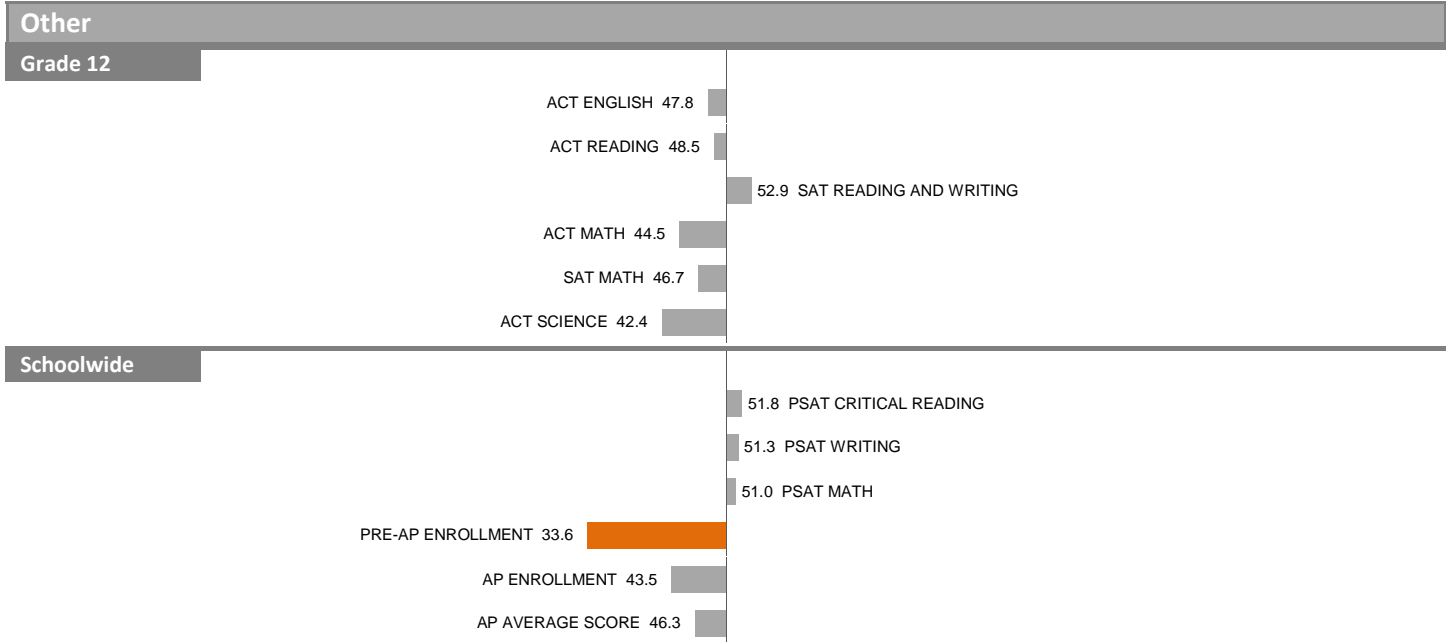 Other
Grade 12
ACT ENGLISH 47.8
ACT READING 48.5
52.9 SAT READING AND WRITING
ACT MATH 44.5
SAT MATH 46.7
ACT SCIENCE 42.4
Schoolwide
51.8 PSAT CRITICAL READING
51.3 PSAT WRITING
51.0 PSAT MATH
PRE-AP ENROLLMENT 33.6
AP ENROLLMENT 43.5
AP AVERAGE SCORE 46.3